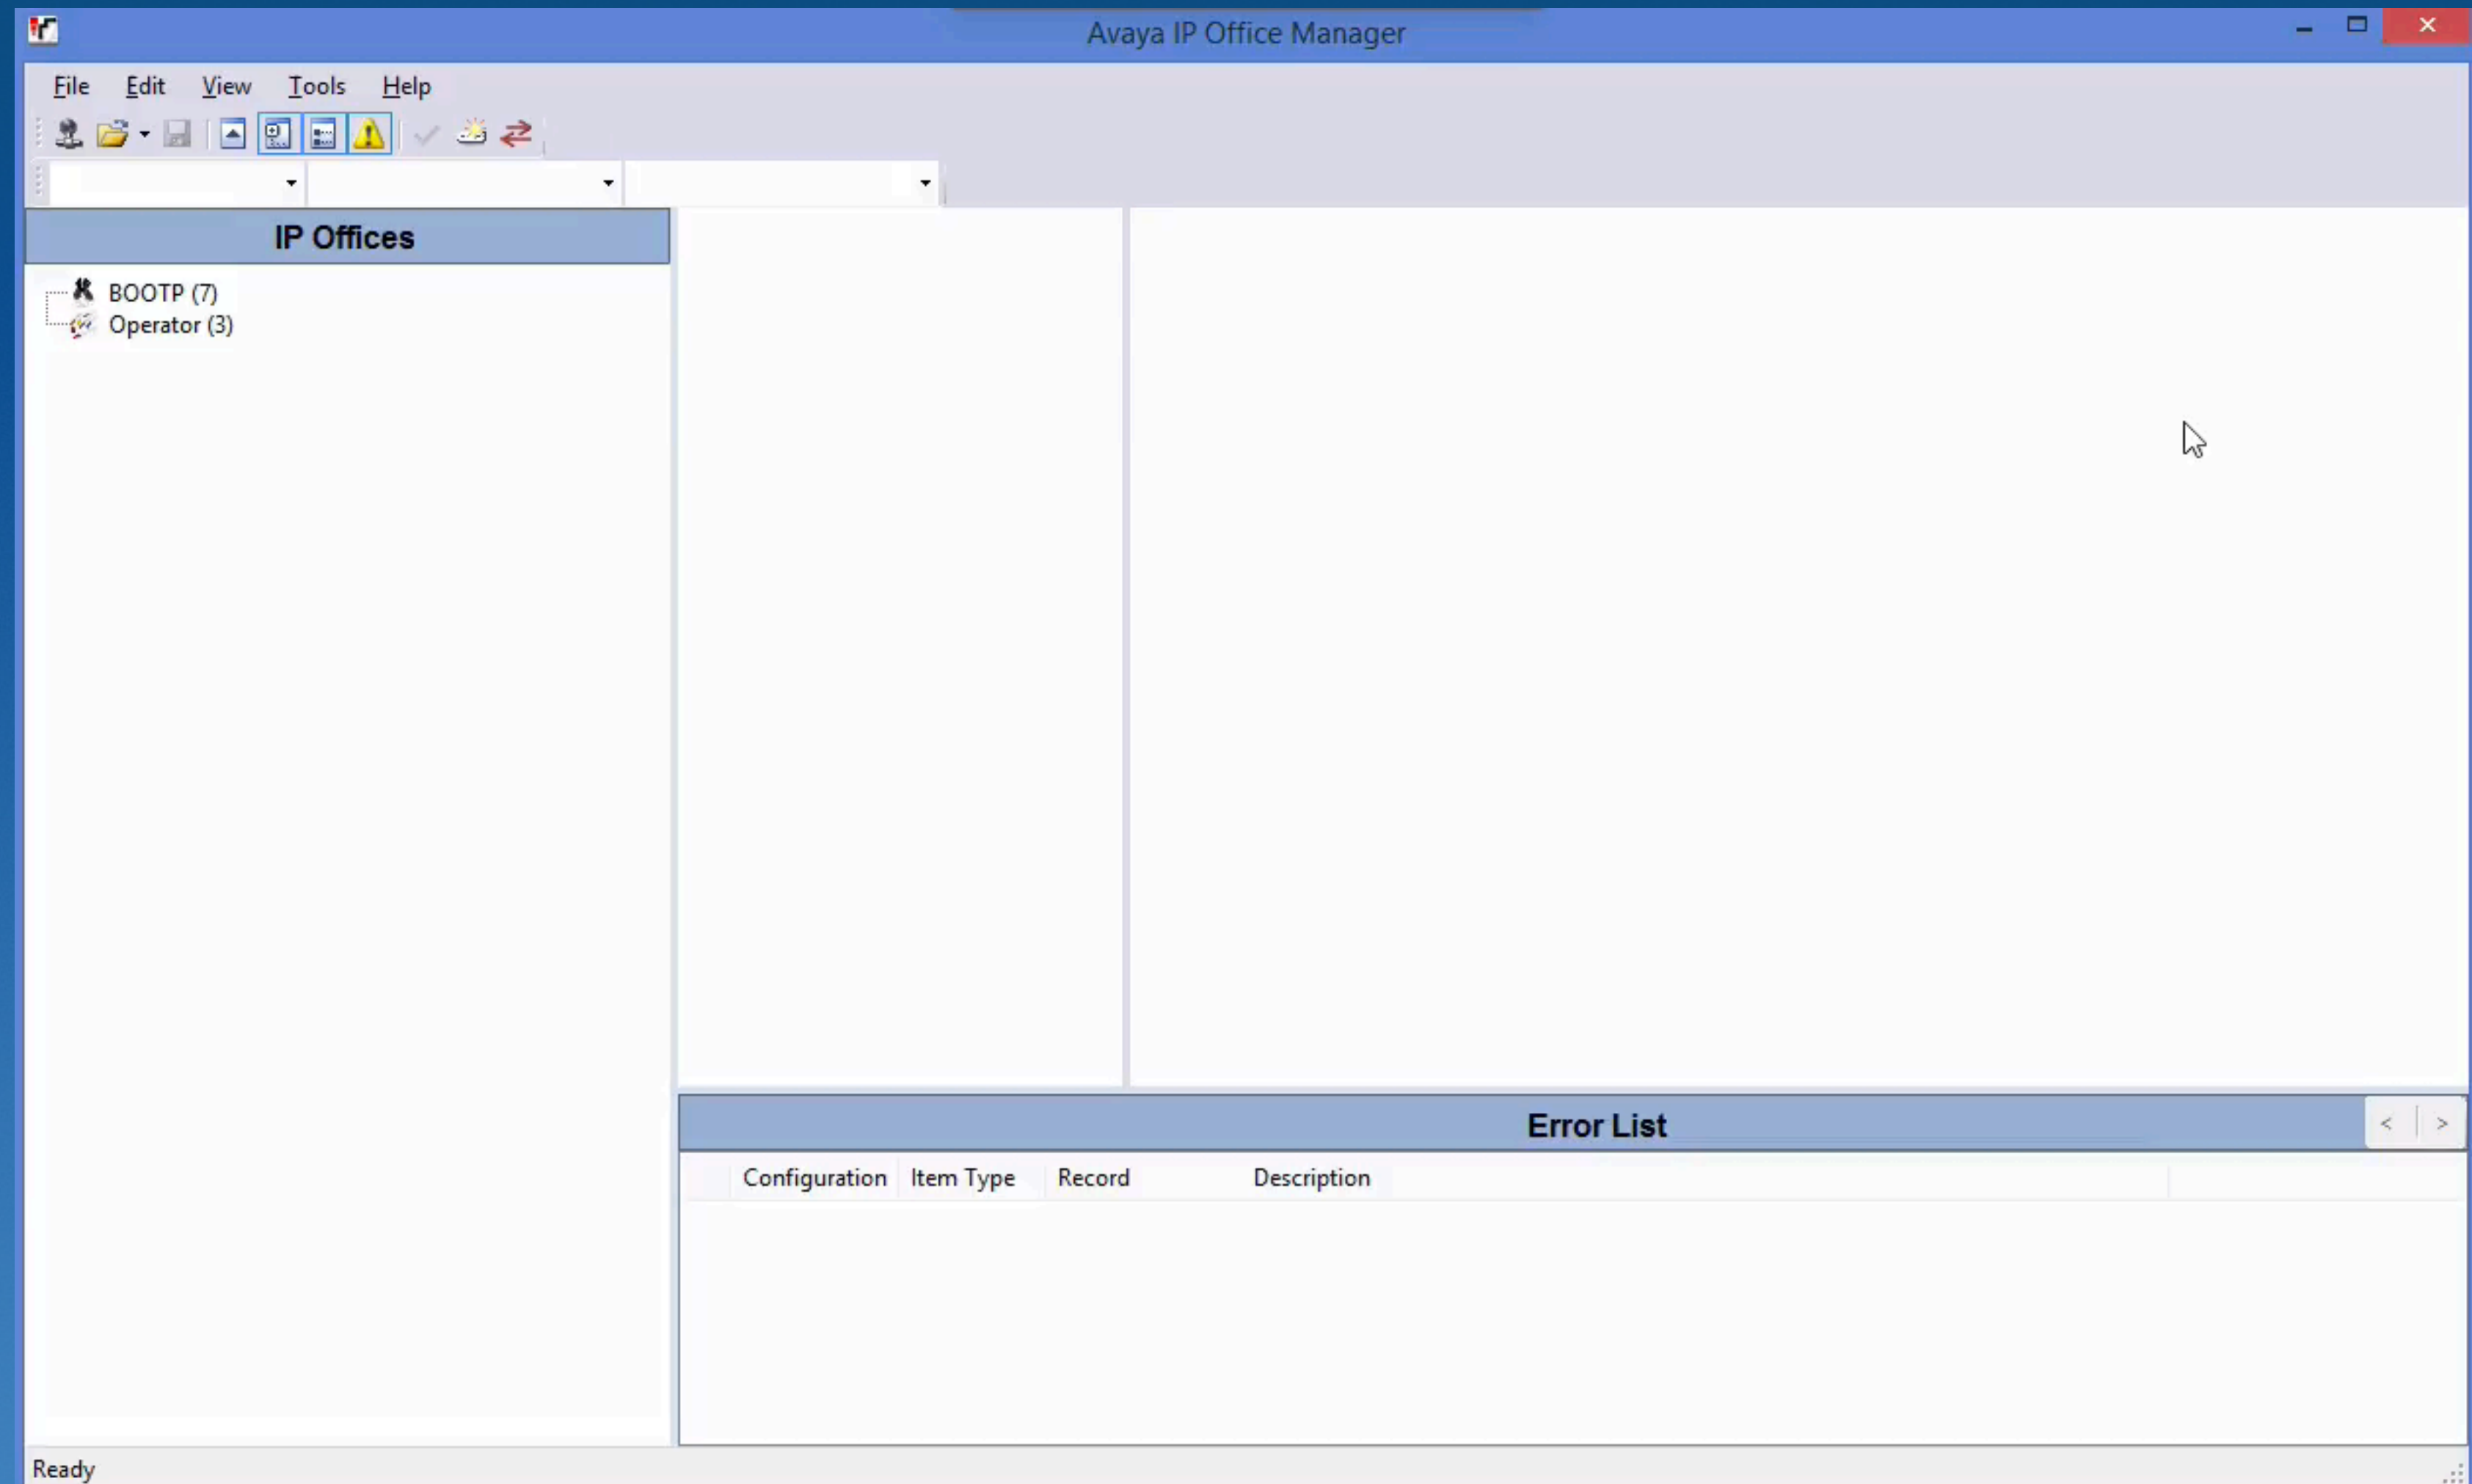 Avaya IP Office Manager
File Edit View Tools Help
IP Offices
BOOTP (7)
Operator (3)
Error List
< >
Configuration Item Type Record Description
Ready